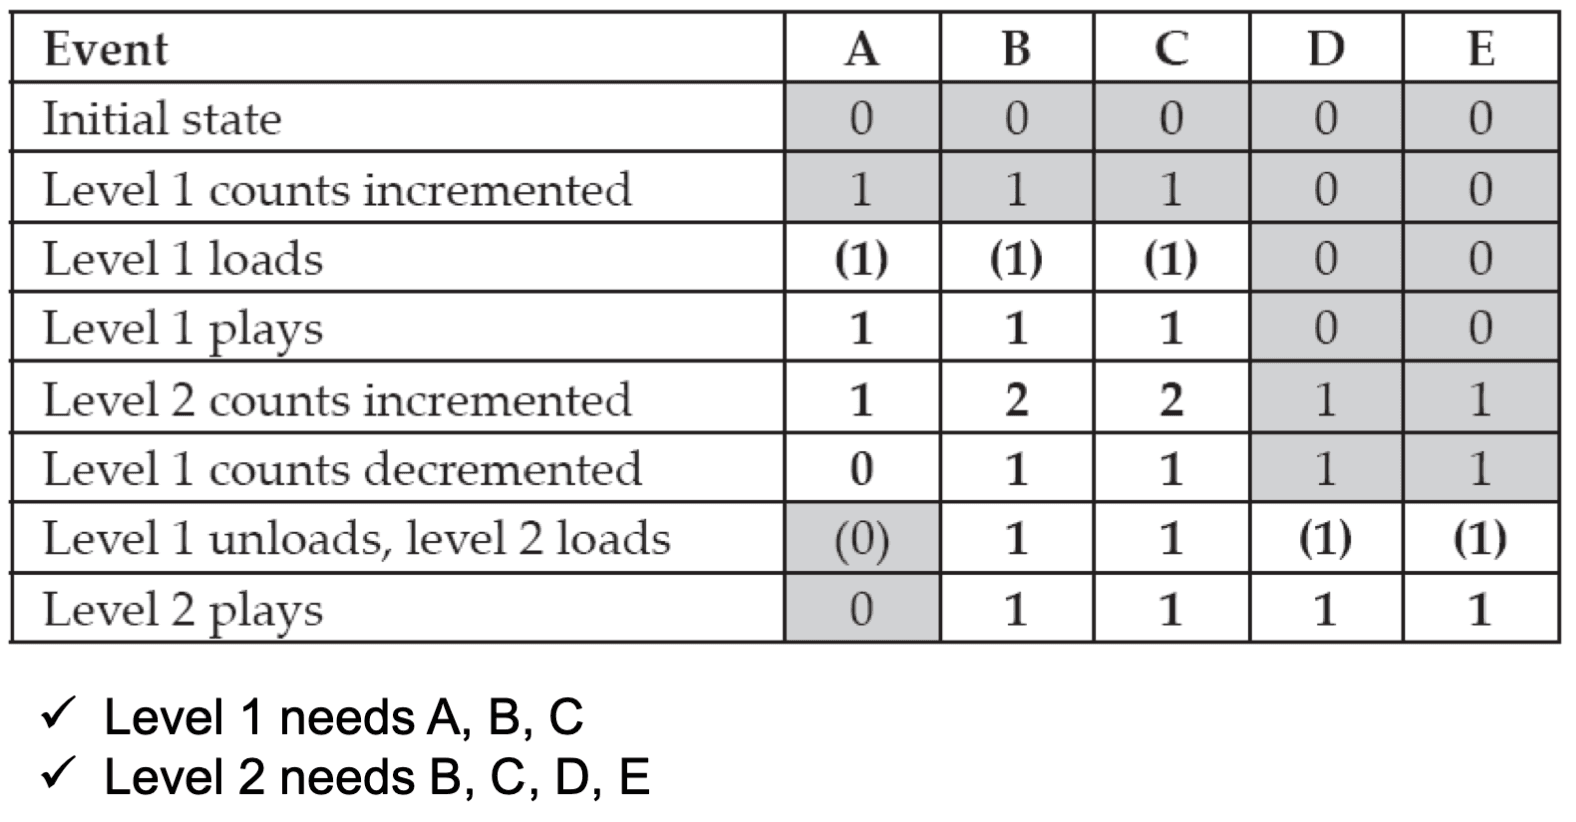 Event A B C D E
Initial state 0 0 0 0 0
Level 1 counts incremented 1 1 1 0 0
Level 1 loads (1) (1) (1) 0 0
Level 1 plays 1 1 1 0 0
Level 2 counts incremented 1 2 2 1 1
Level 1 counts decremented 0 1 1 1 1
Level 1 unloads, level 2 loads (0) 1 1 (1) (1)
Level 2 plays 0 1 1 1 1
✓ Level 1 needs A, B, C
✓ Level 2 needs B, C, D, E